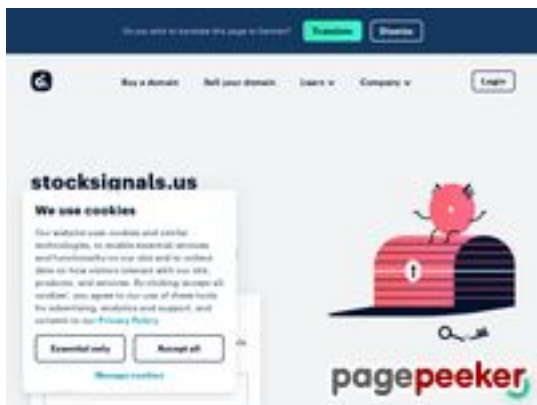 Do you wish to translate this page to German? Translate Dismiss
Buy a domain Sell your domain Learn Company Login
stocksignals.us
We use cookies
Our website uses cookies and similar
technologies, to enable essential services
and functionality on our site and to collect
data on how visitors interact with our site,
products, and services. By clicking 'accept all
cookies', you agree to our use of these tools
for advertising, analytics and support, and
consent to our Privacy Policy
Essential only Accept all
Manage cookies
pagepeeker